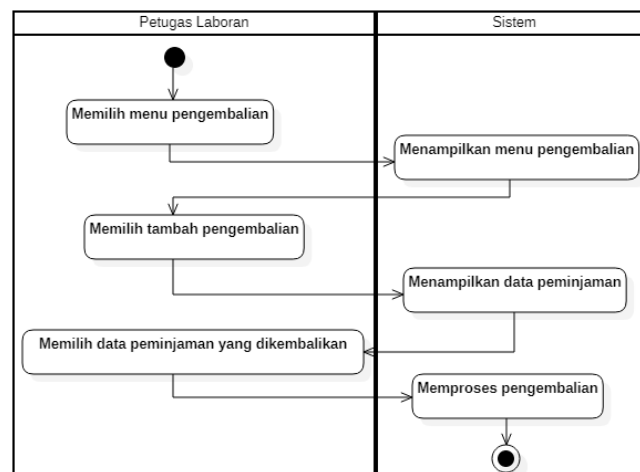 Petugas Laboran
Sistem
Memilih menu pengembalian
Menampilkan menu pengembalian
Memilih tambah pengembalian
Menampilkan data peminjaman
Memilih data peminjaman yang dikembalikan
Memproses pengembalian